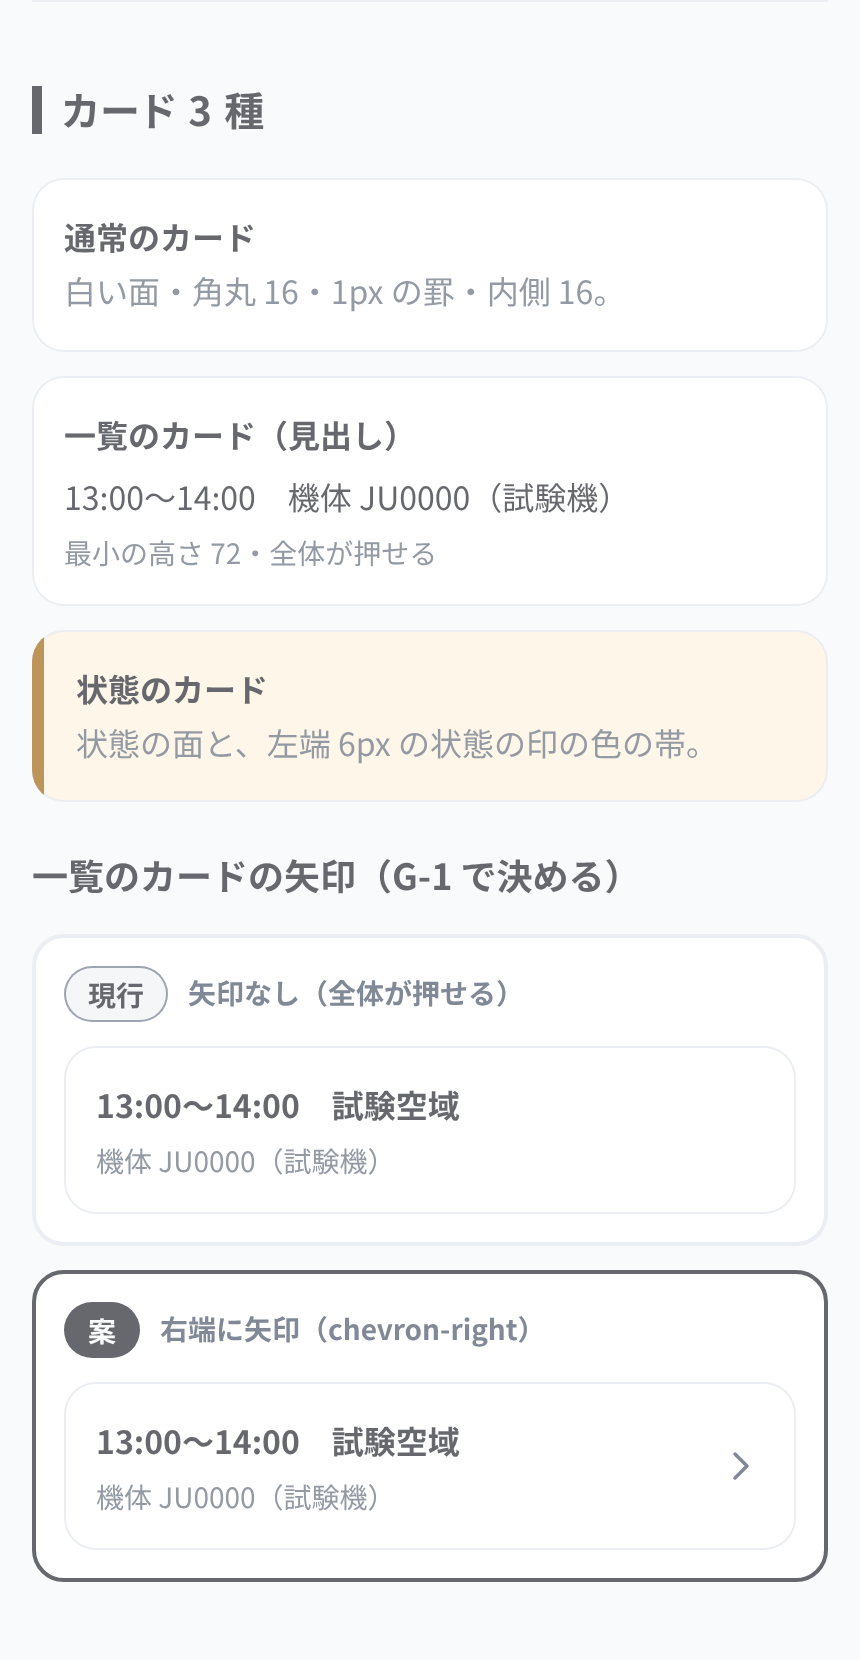 カード 3 種
通常のカード
白い面・角丸 16・1px の罫・内側 16。
一覧のカード（見出し）
13:00〜14:00　機体 JU0000（試験機）
最小の高さ 72・全体が押せる
状態のカード
状態の面と、左端 6px の状態の印の色の帯。
一覧のカードの矢印（G-1 で決める）
現行　矢印なし（全体が押せる）
13:00〜14:00　試験空域
機体 JU0000（試験機）
案　右端に矢印（chevron-right）
13:00〜14:00　試験空域
機体 JU0000（試験機）